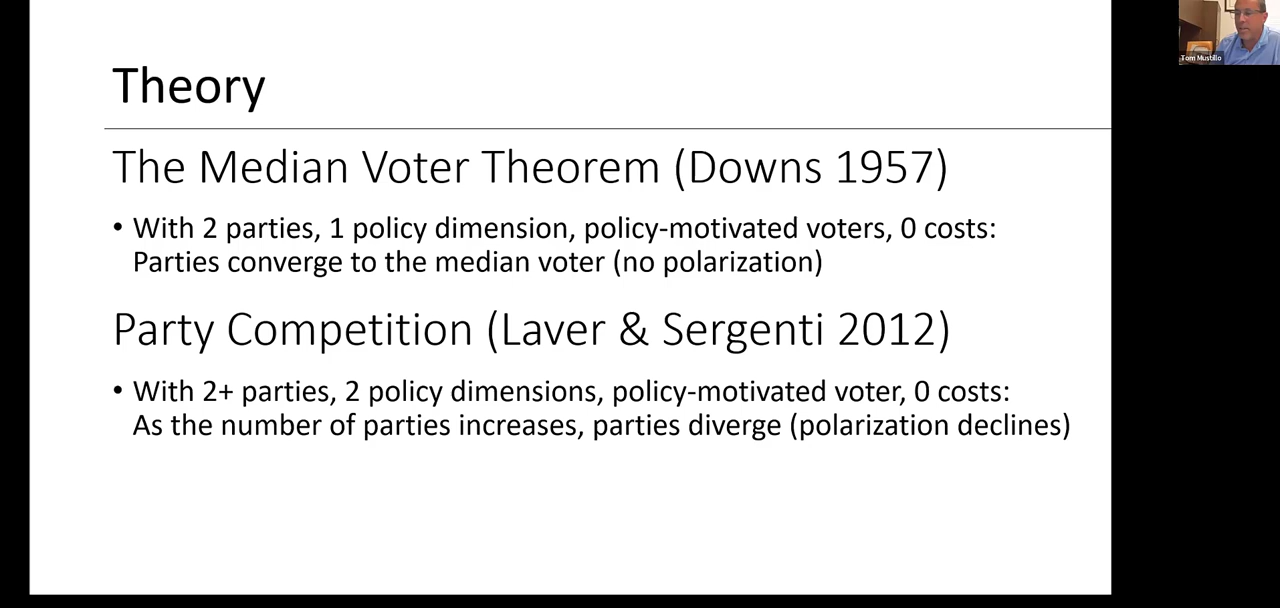 Theory
The Median Voter Theorem (Downs 1957)
• With 2 parties, 1 policy dimension, policy-motivated voters, 0 costs:
Parties converge to the median voter (no polarization)
Party Competition (Laver & Sergenti 2012)
• With 2+ parties, 2 policy dimensions, policy-motivated voter, 0 costs:
As the number of parties increases, parties diverge (polarization declines)
Tom Mustillo